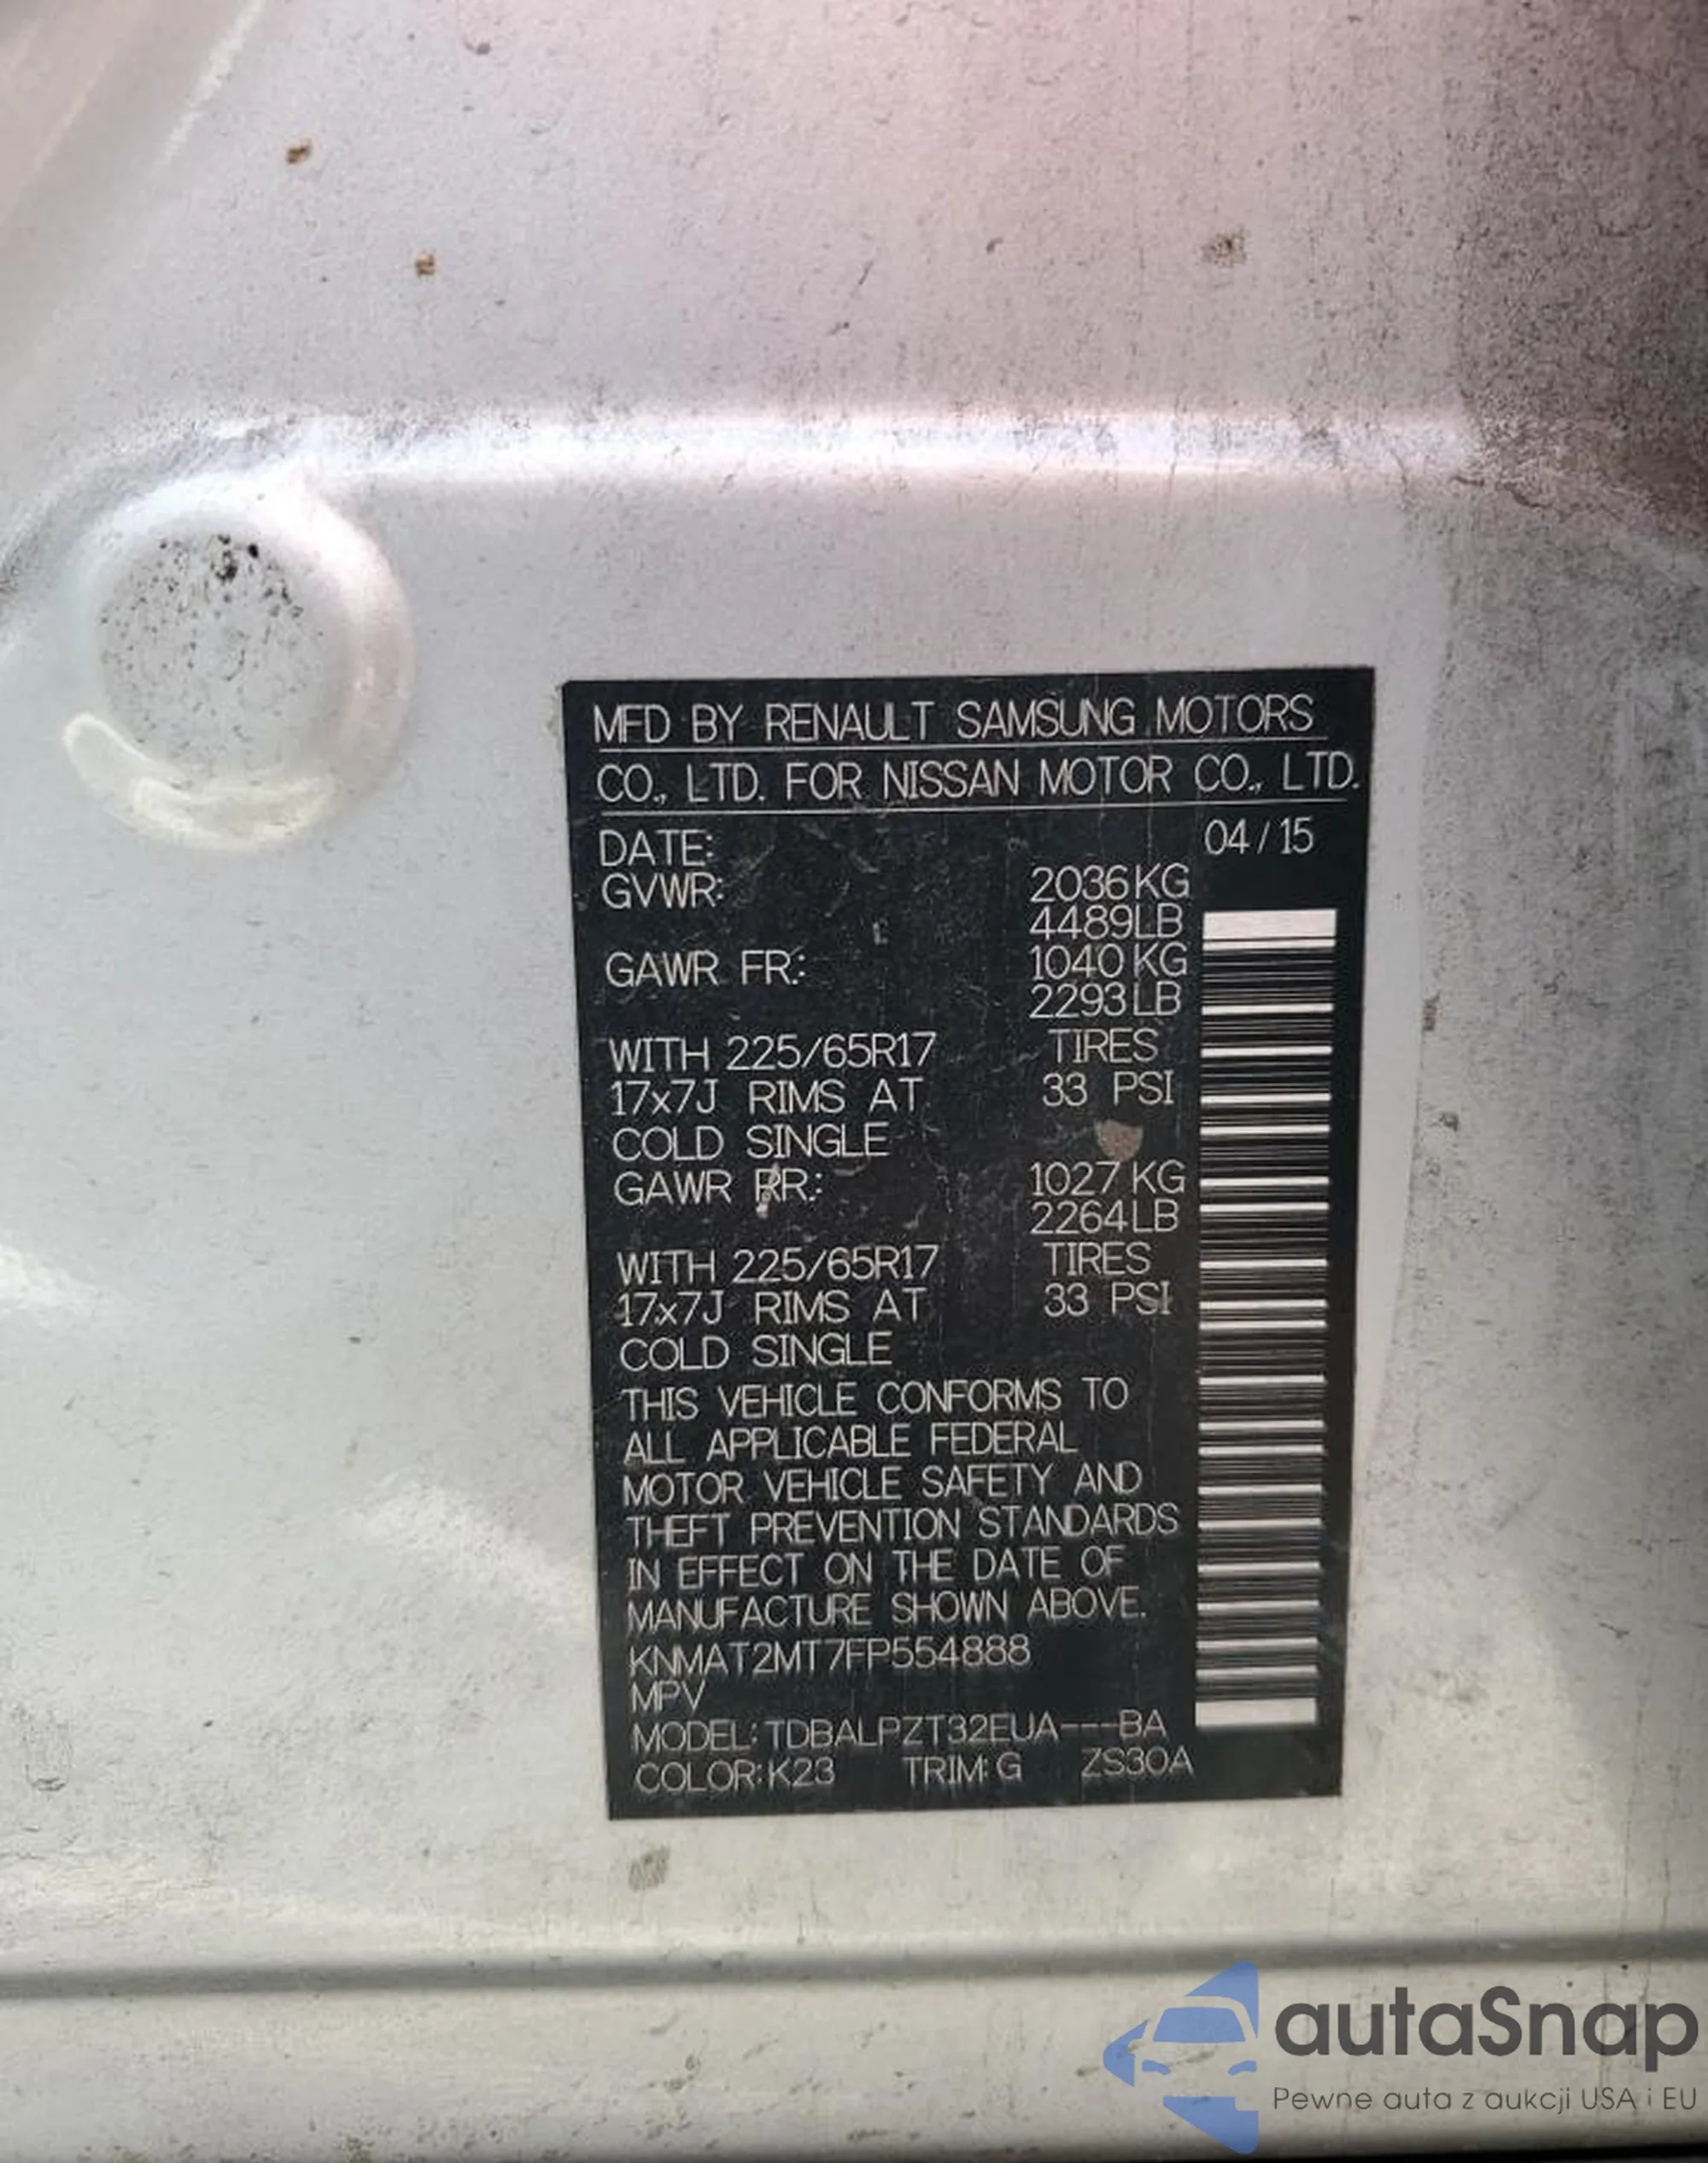 MFD BY RENAULT SAMSUNG MOTORS
CO., LTD. FOR NISSAN MOTOR CO., LTD.
DATE: 04 / 15
GVWR: 2036KG
4489LB
GAWR FR: 1040KG
2293LB
WITH 225/65R17 TIRES
17x7J RIMS AT 33 PSI
COLD SINGLE
GAWR RR: 1027KG
2264LB
WITH 225/65R17 TIRES
17x7J RIMS AT 33 PSI
COLD SINGLE
THIS VEHICLE CONFORMS TO
ALL APPLICABLE FEDERAL
MOTOR VEHICLE SAFETY AND
THEFT PREVENTION STANDARDS
IN EFFECT ON THE DATE OF
MANUFACTURE SHOWN ABOVE.
KNMAT2MT7FP554888
MPV
MODEL: TDBALPZT32EUA---BA
COLOR: K23 TRIM: G ZS30A
autaSnap
Pewne auta z aukcji USA i EU